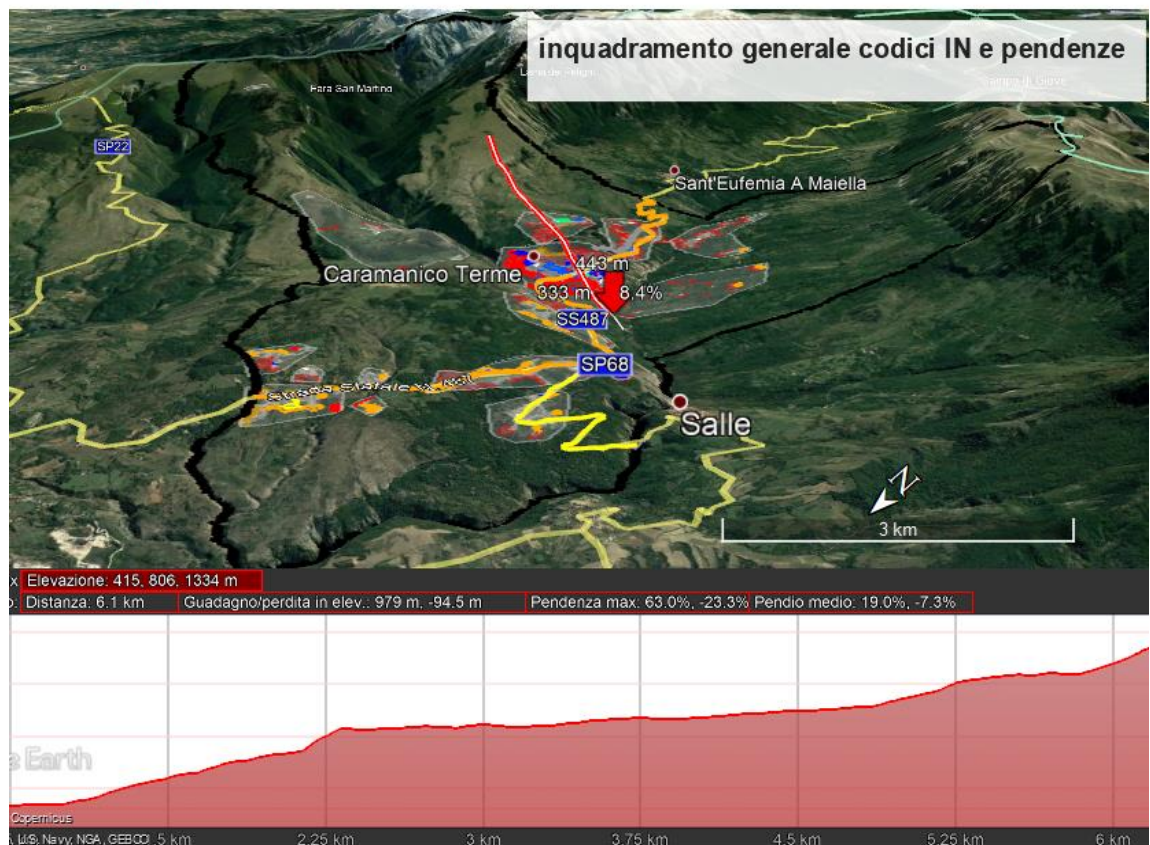 inquadramento generale codici IN e pendenze
Fara San Martino
SP22
Sant'Eufemia A Maiella
443 m
Caramanico Terme
333 m
8,4%
SS487
SP68
Salle
N
3 km
Elevazione: 415, 806, 1334 m
Distanza: 6.1 km Guadagno/perdita in elev.: 979 m, -94.5 m Pendenza max: 63.0%, -23.3% Pendio medio: 19.0%, -7.3%
Earth
Copernicus
U.S. Navy, NGA, GEBCO
5 km 2.25 km 3 km 3.75 km 4.5 km 5.25 km 6 km